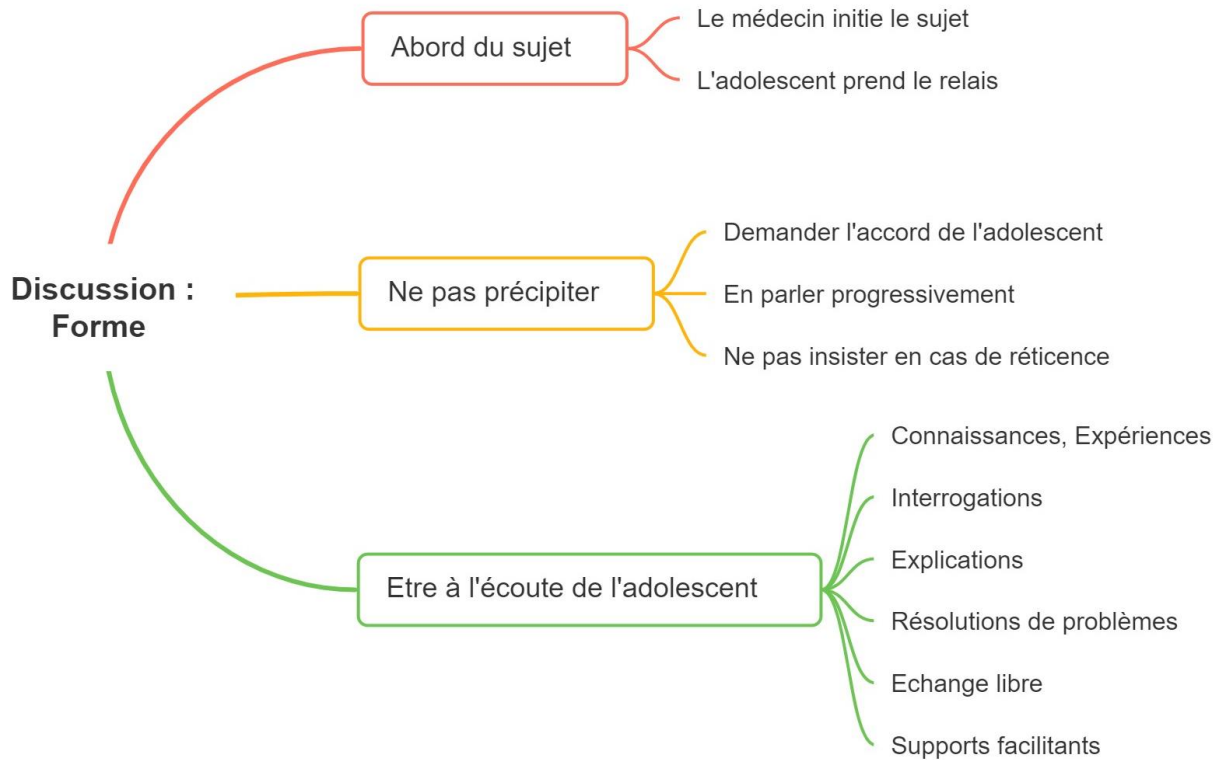 Discussion :
Forme
Abord du sujet
Le médecin initie le sujet
L'adolescent prend le relais
Ne pas précipiter
Demander l'accord de l'adolescent
En parler progressivement
Ne pas insister en cas de réticence
Etre à l'écoute de l'adolescent
Connaissances, Expériences
Interrogations
Explications
Résolutions de problèmes
Echange libre
Supports facilitants